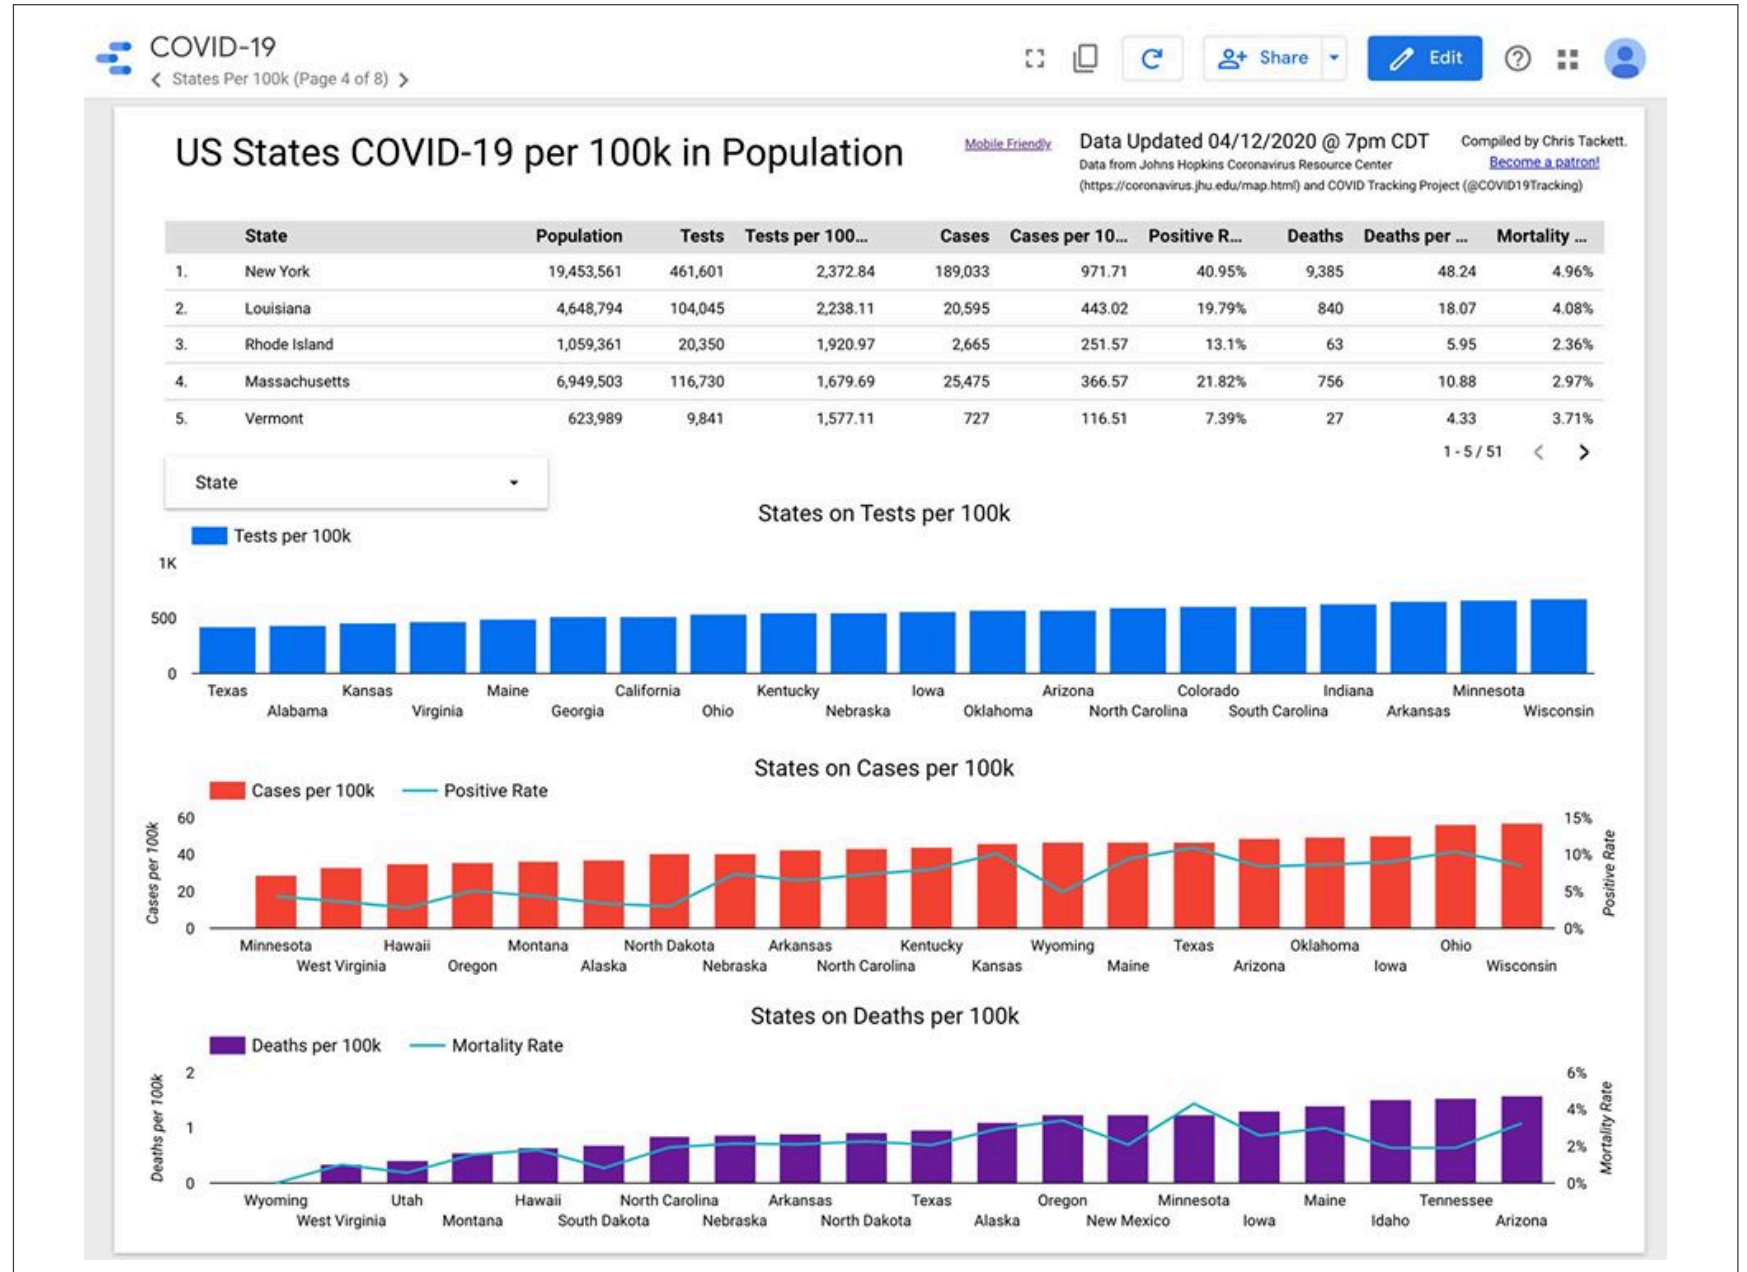 COVID-19
States Per 100k (Page 4 of 8)
Share
Edit
US States COVID-19 per 100k in Population
Mobile Friendly
Data Updated 04/12/2020 @ 7pm CDT
Data from Johns Hopkins Coronavirus Resource Center
(https://coronavirus.jhu.edu/map.html) and COVID Tracking Project (@COVID19Tracking)
Compiled by Chris Tackett.
Become a patron!
State Population Tests Tests per 100... Cases Cases per 10... Positive R... Deaths Deaths per ... Mortality ...
1. New York 19,453,561 461,601 2,372.84 189,033 971.71 40.95% 9,385 48.24 4.96%
2. Louisiana 4,648,794 104,045 2,238.11 20,595 443.02 19.79% 840 18.07 4.08%
3. Rhode Island 1,059,361 20,350 1,920.97 2,665 251.57 13.1% 63 5.95 2.36%
4. Massachusetts 6,949,503 116,730 1,679.69 25,475 366.57 21.82% 756 10.88 2.97%
5. Vermont 623,989 9,841 1,577.11 727 116.51 7.39% 27 4.33 3.71%
1 - 5 / 51
State
States on Tests per 100k
Tests per 100k
1K
500
0
Texas Kansas Maine California Kentucky Iowa Arizona Colorado Indiana Minnesota
Alabama Virginia Georgia Ohio Nebraska Oklahoma North Carolina South Carolina Arkansas Wisconsin
States on Cases per 100k
Cases per 100k Positive Rate
Cases per 100k
60
40
20
0
15%
10%
5%
0%
Positive Rate
Minnesota Hawaii Montana North Dakota Arkansas Kentucky Wyoming Texas Oklahoma Ohio
West Virginia Oregon Alaska Nebraska North Carolina Kansas Maine Arizona Iowa Wisconsin
States on Deaths per 100k
Deaths per 100k Mortality Rate
Deaths per 100k
2
1
0
6%
4%
2%
0%
Mortality Rate
Wyoming Utah Hawaii North Carolina Arkansas Texas Oregon Minnesota Maine Tennessee
West Virginia Montana South Dakota Nebraska North Dakota Alaska New Mexico Iowa Idaho Arizona